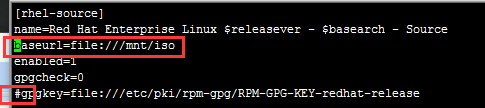 [rhel-source]
name=Red Hat Enterprise Linux $releasever - $basearch - Source
baseurl=file:///mnt/iso
enabled=1
gpgcheck=0
#gpgkey=file:///etc/pki/rpm-gpg/RPM-GPG-KEY-redhat-release